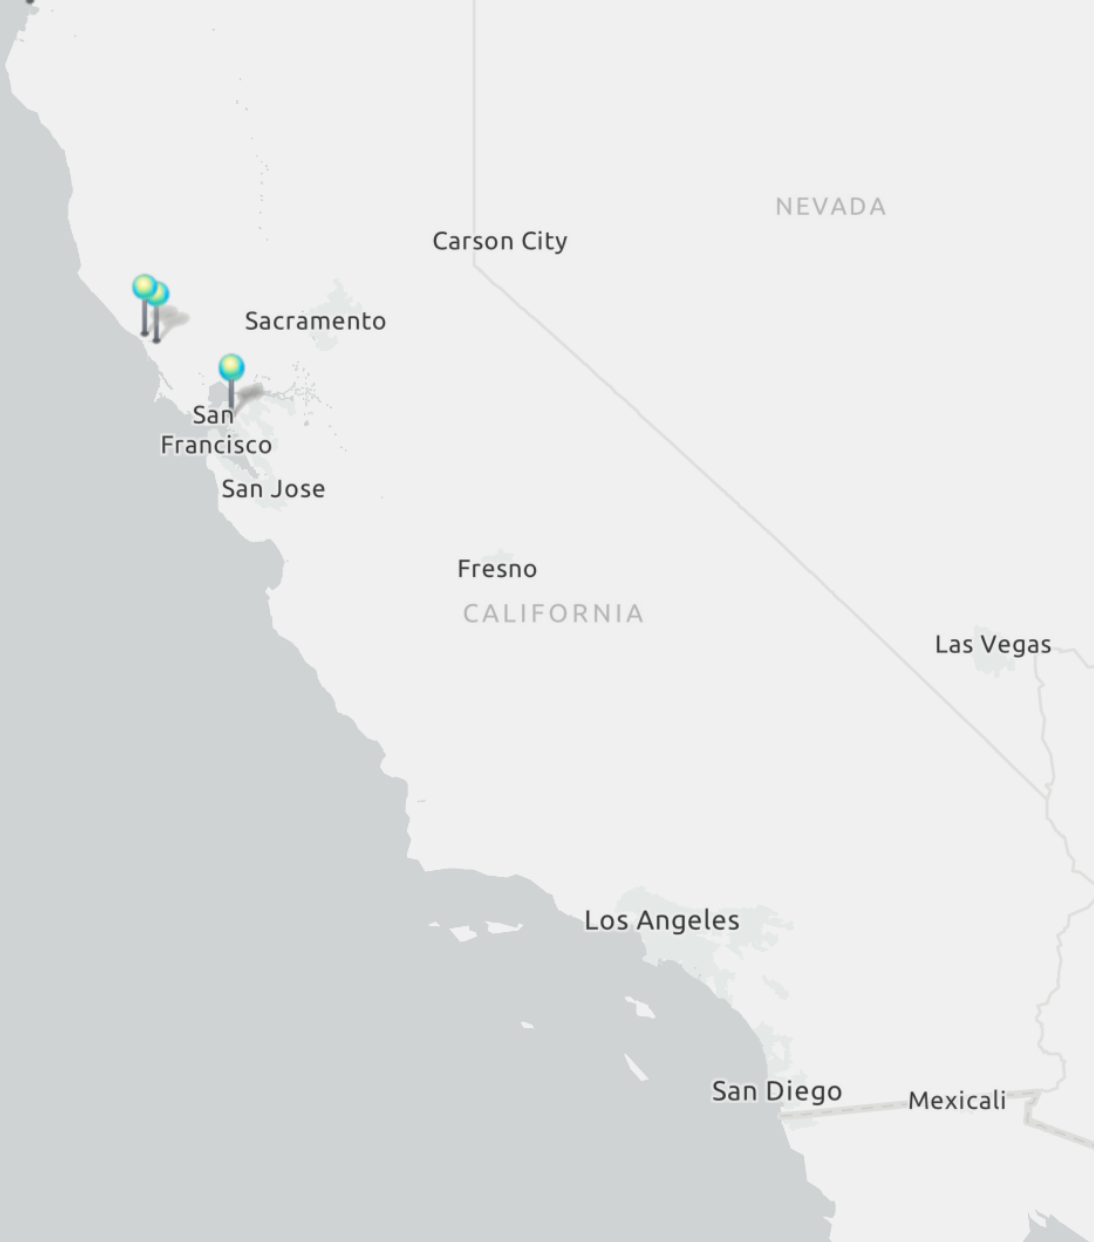 NEVADA
Carson City
Sacramento
San
Francisco
San Jose
Fresno
CALIFORNIA
Las Vegas
Los Angeles
San Diego
Mexicali